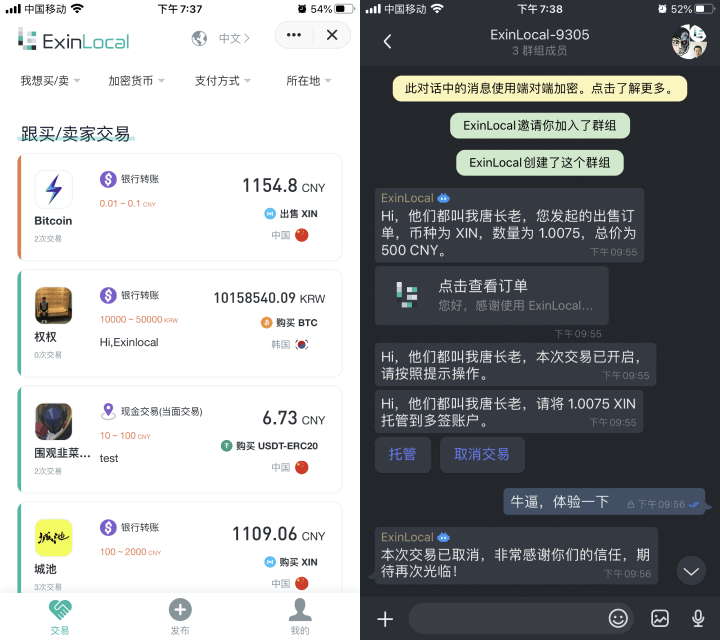 中国移动
下午7:37
54%
ExinLocal
中文
我想买/卖
加密货币
支付方式
所在地
跟买/卖家交易
Bitcoin
2次交易
银行转账
0.01 ~ 0.1 CNY
1154.8 CNY
出售 XIN
中国
权权
0次交易
银行转账
10000 ~ 50000 KRW
Hi,Exinlocal
10158540.09 KRW
购买 BTC
韩国
围观韭菜...
2次交易
现金交易(当面交易)
10 ~ 100 CNY
test
6.73 CNY
购买 USDT-ERC20
中国
城池
城池
3次交易
银行转账
100 ~ 2000 CNY
1109.06 CNY
购买 XIN
中国
交易
发布
我的
中国移动
下午7:38
52%
ExinLocal-9305
3 群组成员
此对话中的消息使用端对端加密。点击了解更多。
ExinLocal邀请你加入了群组
ExinLocal创建了这个群组
ExinLocal
Hi，他们都叫我唐长老，您发起的出售订
单，币种为 XIN，数量为 1.0075，总价为
500 CNY。
下午09:55
点击查看订单
您好，感谢使用 ExinLocal...
下午09:55
Hi，他们都叫我唐长老，本次交易已开启，
请按照提示操作。
下午09:55
Hi，他们都叫我唐长老，请将 1.0075 XIN
托管到多签账户。
下午09:55
托管
取消交易
牛逼，体验一下
下午09:56
ExinLocal
本次交易已取消，非常感谢你们的信任，期
待再次光临！
下午09:56